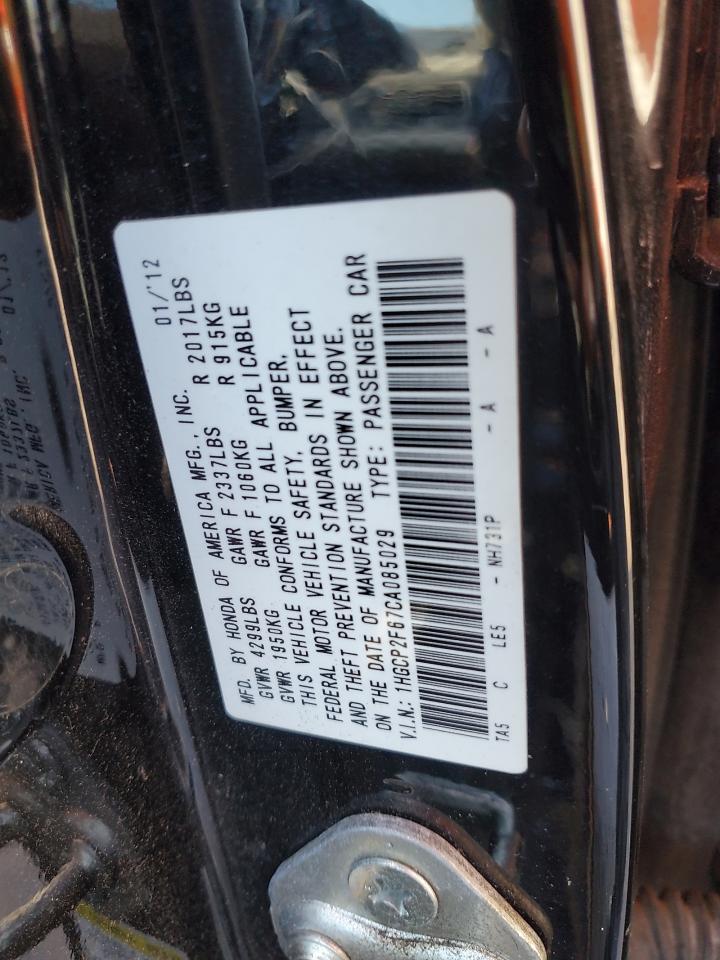 MFD. BY HONDA OF AMERICA MFG., INC. 01/'12
GVWR 4299LBS GAWR F 2337LBS R 2017LBS
GVWR 1950KG GAWR F 1060KG R 915KG
THIS VEHICLE CONFORMS TO ALL APPLICABLE
FEDERAL MOTOR VEHICLE SAFETY, BUMPER,
AND THEFT PREVENTION STANDARDS IN EFFECT
ON THE DATE OF MANUFACTURE SHOWN ABOVE.
V.I.N.: 1HGCP2F67CA085029 TYPE: PASSENGER CAR
TA5 C LE5 - NH731P - A - A